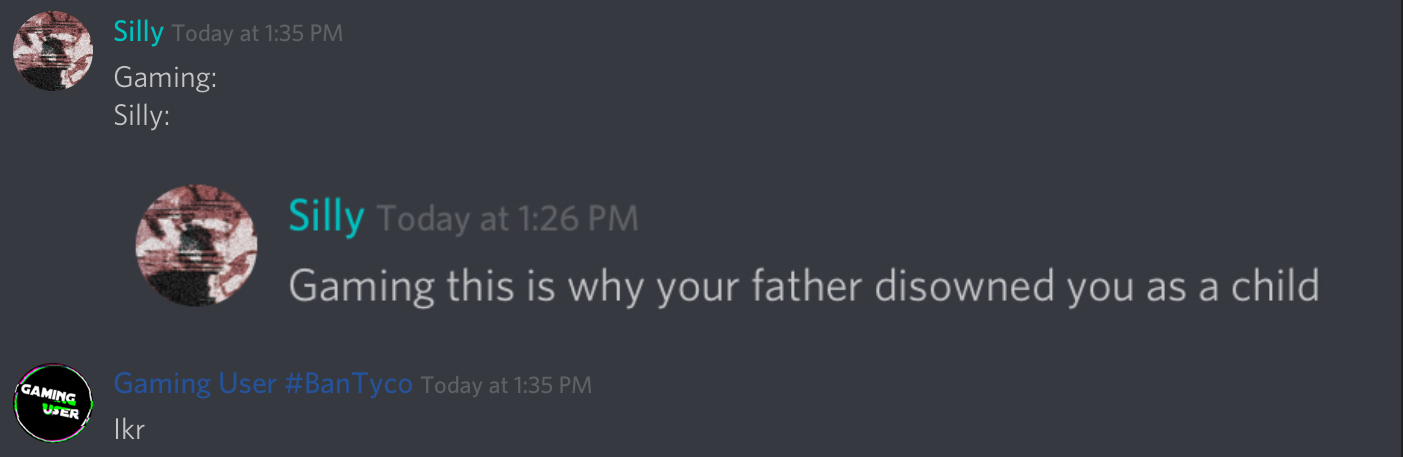 Silly Today at 1:35 PM
Gaming:
Silly:
Silly Today at 1:26 PM
Gaming this is why your father disowned you as a child
GAMING
USER
Gaming User #BanTyco Today at 1:35 PM
Ikr